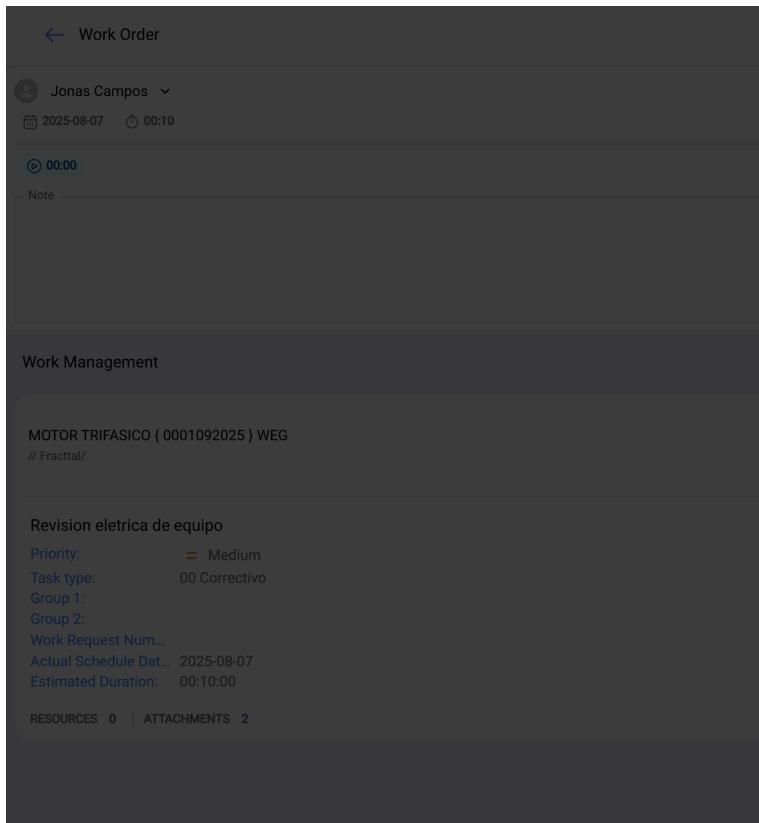 Work Order
Jonas Campos
2025-08-07 00:10
00:00
Note
Work Management
MOTOR TRIFASICO { 0001092025 } WEG
// Fracttal/
Revision eletrica de equipo
Priority: Medium
Task type: 00 Correctivo
Group 1:
Group 2:
Work Request Num...
Actual Schedule Dat... 2025-08-07
Estimated Duration: 00:10:00
RESOURCES 0 | ATTACHMENTS 2